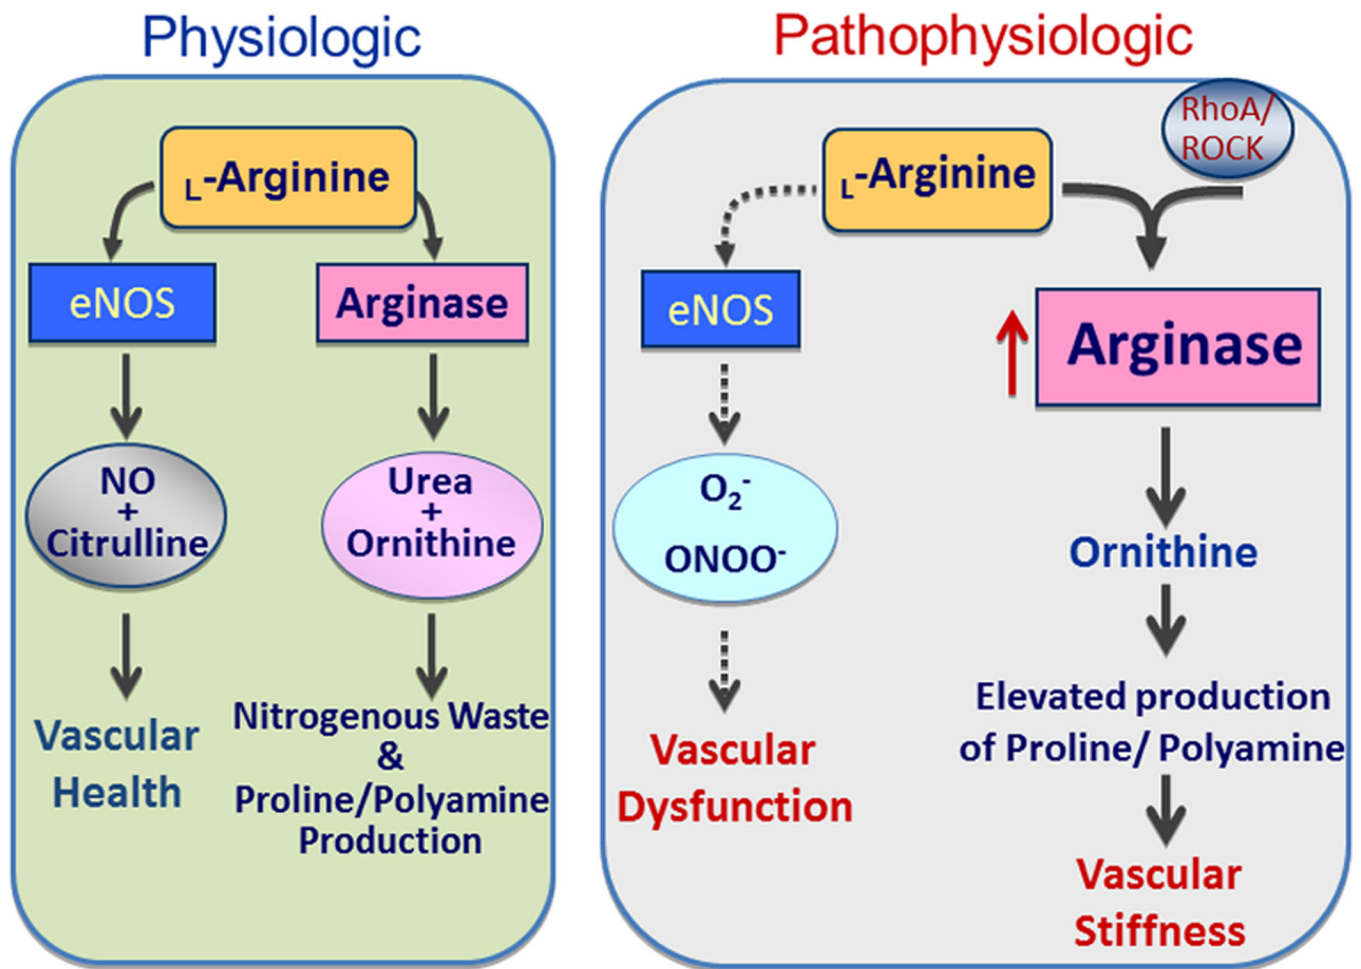 Physiologic
L-Arginine
eNOS
Arginase
NO
+
Citrulline
Urea
+
Ornithine
Vascular
Health
Nitrogenous Waste
&
Proline/Polyamine
Production
Pathophysiologic
RhoA/
ROCK
L-Arginine
eNOS
Arginase
O2-
ONOO-
Ornithine
Elevated production
of Proline/ Polyamine
Vascular
Dysfunction
Vascular
Stiffness